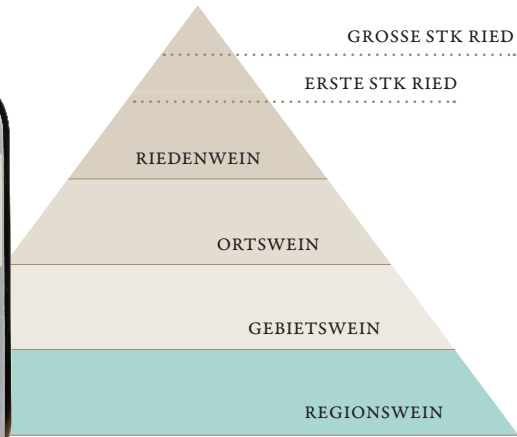 GROSSE STK RIED
ERSTE STK RIED
RIEDENWEIN
ORTSWEIN
GEBIETSWEIN
REGIONSWEIN